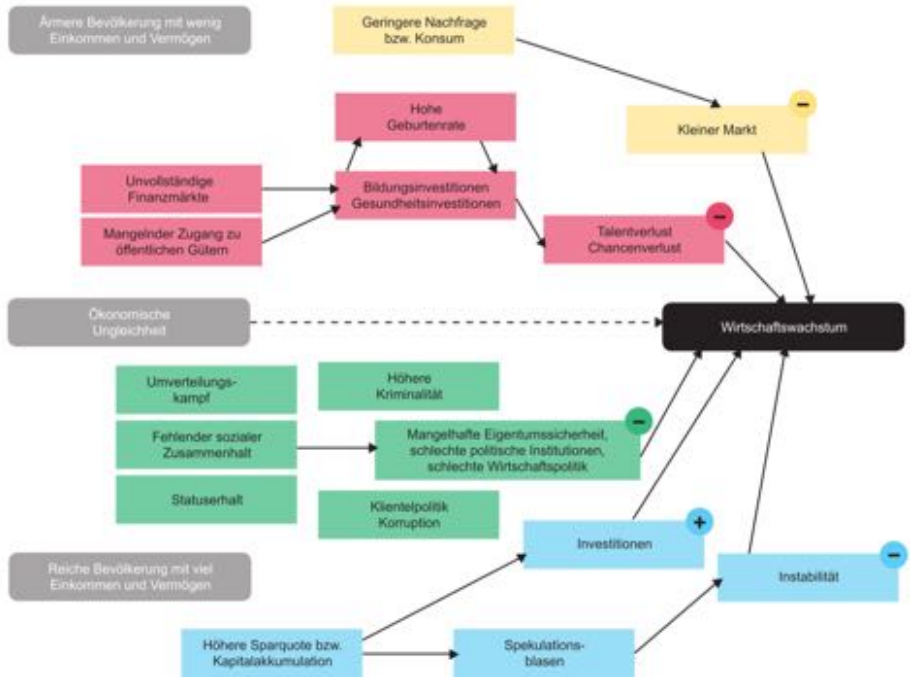 Ärmere Bevölkerung mit wenig
Einkommen und Vermögen
Geringere Nachfrage
bzw. Konsum
–
Kleiner Markt
Hohe
Geburtenrate
Unvollständige
Finanzmärkte
Bildungsinvestitionen
Gesundheitsinvestitionen
Mangelnder Zugang zu
öffentlichen Gütern
–
Talentverlust
Chancenverlust
Ökonomische
Ungleichheit
Wirtschaftswachstum
Umverteilungs-
kampf
Höhere
Kriminalität
–
Fehlender sozialer
Zusammenhalt
Mangelhafte Eigentumssicherheit,
schlechte politische Institutionen,
schlechte Wirtschaftspolitik
Statuserhalt
Klientelpolitik
Korruption
+
Investitionen
–
Instabilität
Reiche Bevölkerung mit viel
Einkommen und Vermögen
Höhere Sparquote bzw.
Kapitalakkumulation
Spekulations-
blasen